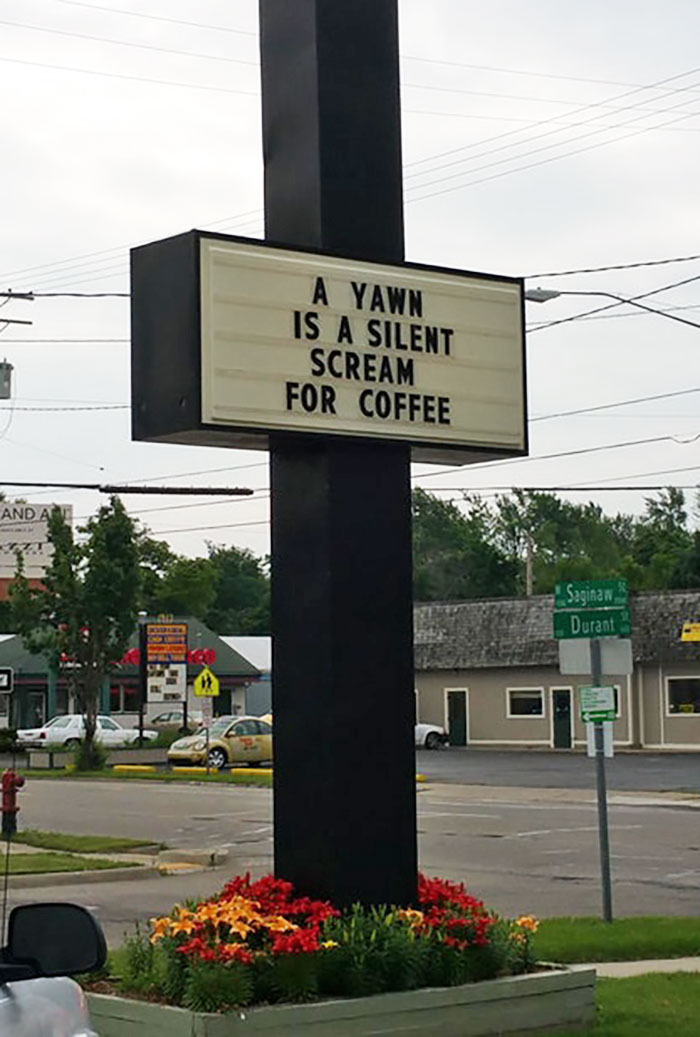 A YAWN
IS A SILENT
SCREAM
FOR COFFEE
Saginaw
Durant